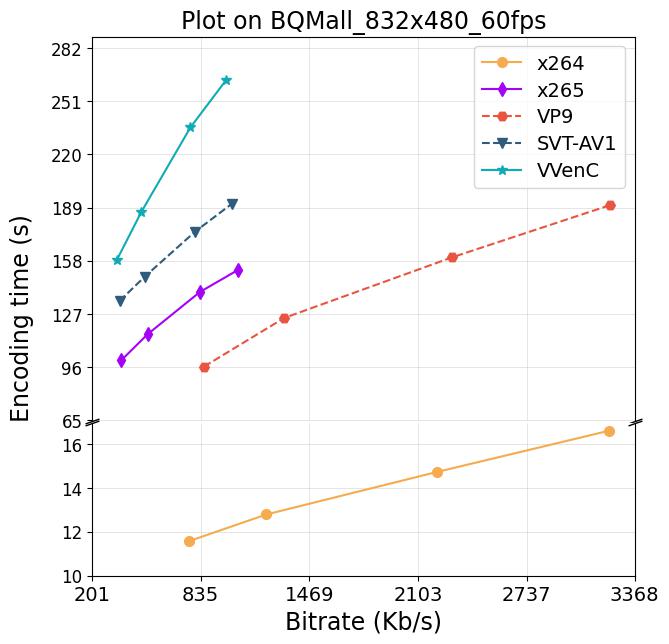 Plot on BQMall_832x480_60fps
282
251
220
189
158
127
96
65
16
14
12
10
Encoding time (s)
x264
x265
VP9
SVT-AV1
VVenC
201 835 1469 2103 2737 3368
Bitrate (Kb/s)